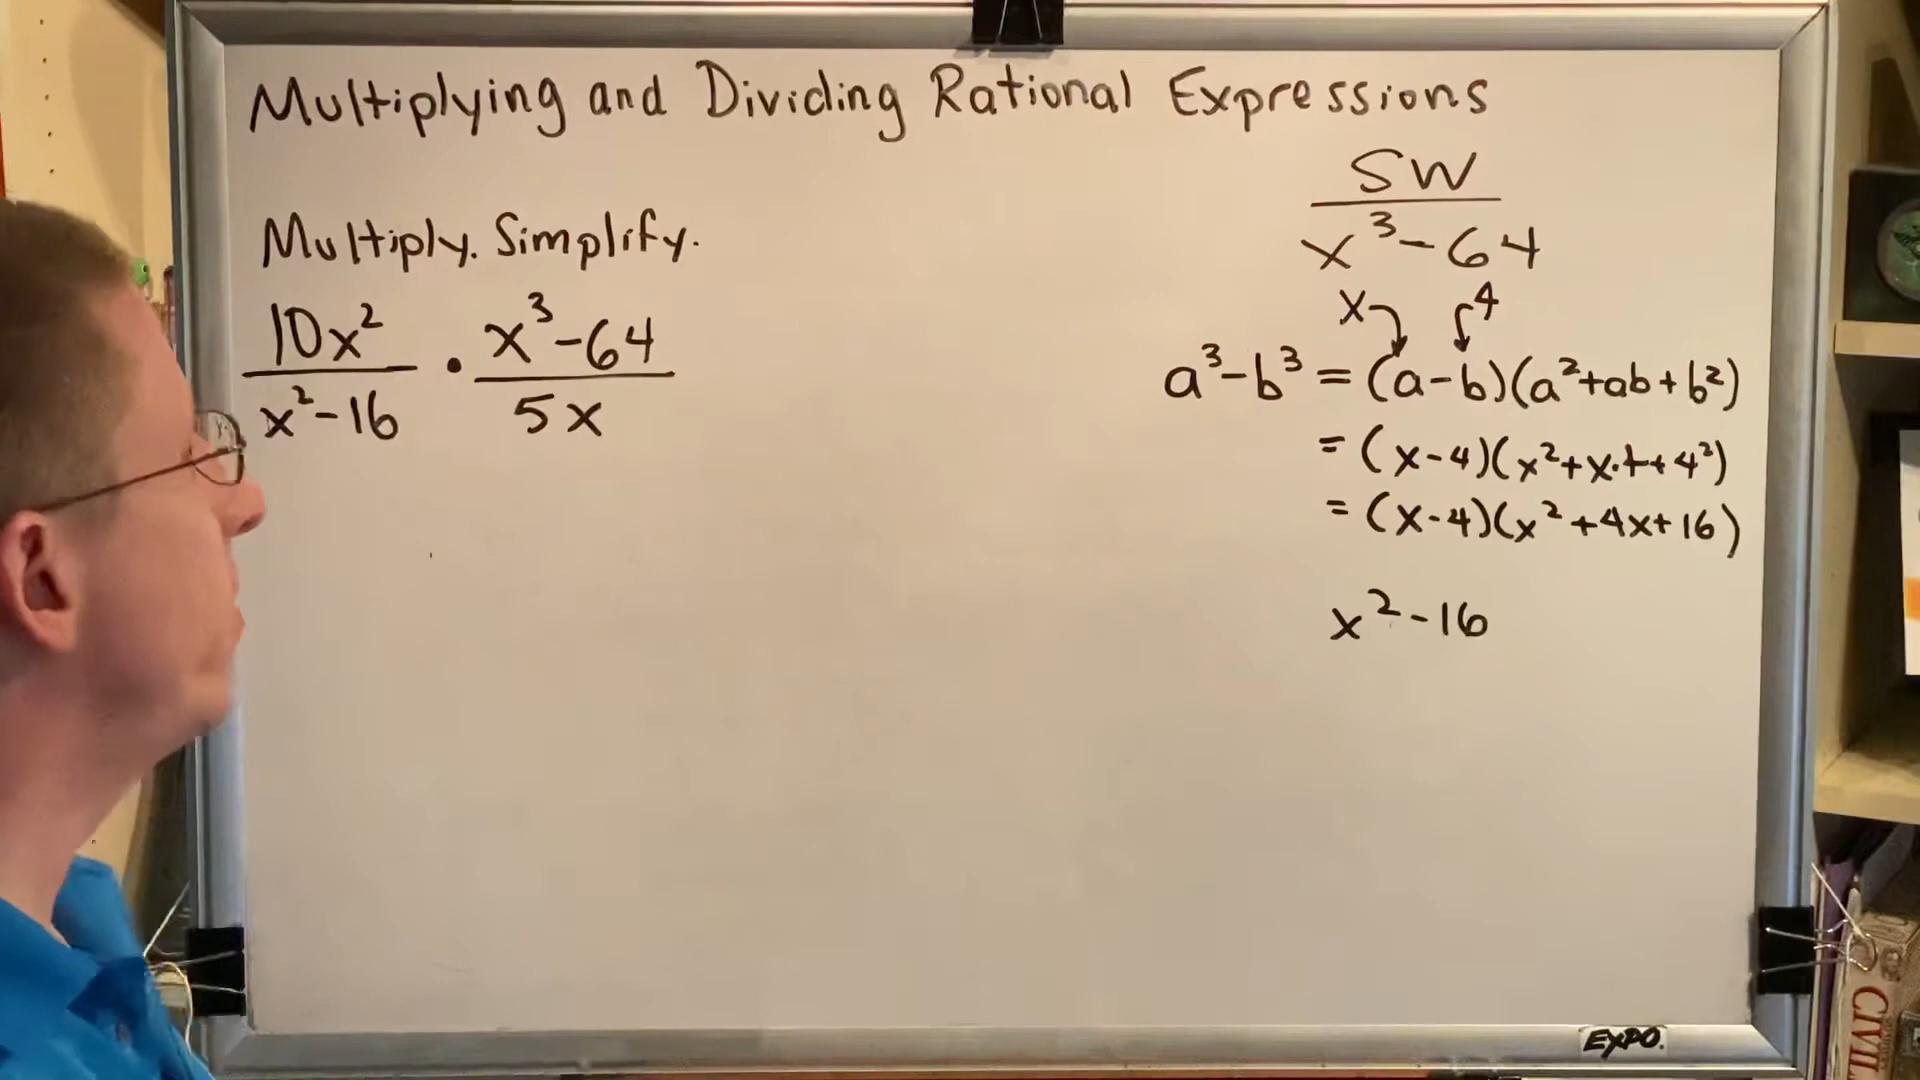 Multiplying and Dividing Rational Expressions
Multiply. Simplify.
10x² / x²-16 · x³-64 / 5x
SW
x³-64
x 4
a³-b³ = (a-b)(a²+ab+b²)
= (x-4)(x²+x·4+4²)
= (x-4)(x²+4x+16)
x²-16
EXPO.